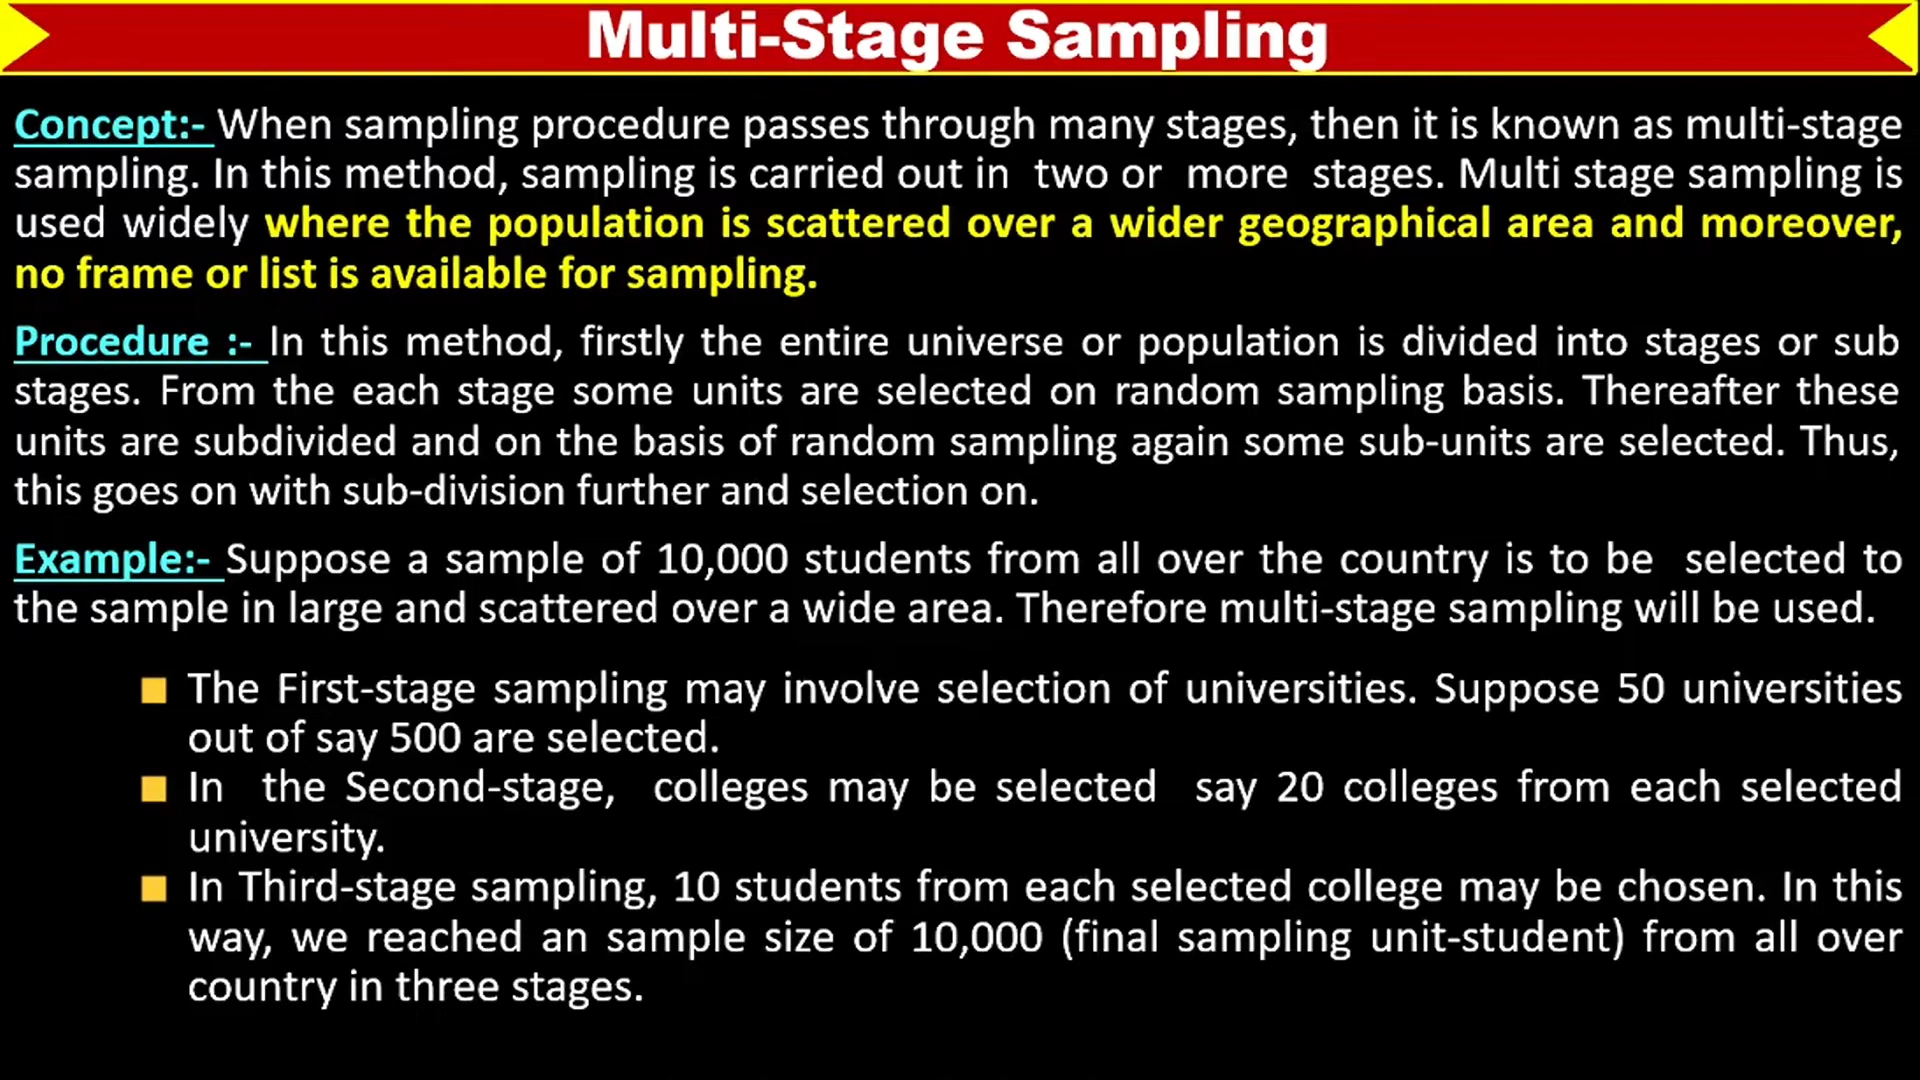 Multi-Stage Sampling
Concept:- When sampling procedure passes through many stages, then it is known as multi-stage
sampling. In this method, sampling is carried out in two or more stages. Multi stage sampling is
used widely where the population is scattered over a wider geographical area and moreover,
no frame or list is available for sampling.
Procedure :- In this method, firstly the entire universe or population is divided into stages or sub
stages. From the each stage some units are selected on random sampling basis. Thereafter these
units are subdivided and on the basis of random sampling again some sub-units are selected. Thus,
this goes on with sub-division further and selection on.
Example:- Suppose a sample of 10,000 students from all over the country is to be selected to
the sample in large and scattered over a wide area. Therefore multi-stage sampling will be used.
■ The First-stage sampling may involve selection of universities. Suppose 50 universities
out of say 500 are selected.
■ In the Second-stage, colleges may be selected say 20 colleges from each selected
university.
■ In Third-stage sampling, 10 students from each selected college may be chosen. In this
way, we reached an sample size of 10,000 (final sampling unit-student) from all over
country in three stages.